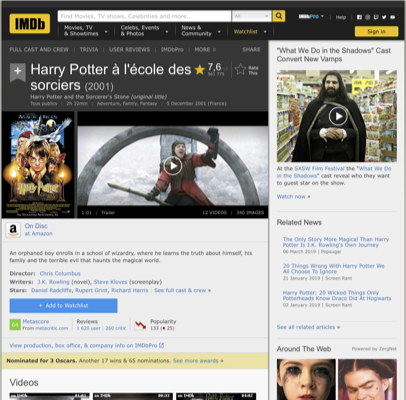 IMDb
Find Movies, TV shows, Celebrities and more...
All
Movies, TV & Showtimes
Celebs, Events & Photos
News & Community
Watchlist
IMDbPro
Help
Sign in
FULL CAST AND CREW | TRIVIA | USER REVIEWS | IMDbPro | MORE
SHARE
Harry Potter à l'école des sorciers (2001)
7,6
Rate This
Harry Potter and the Sorcerer's Stone (original title)
Tous publics | 2h 32min | Adventure, Family, Fantasy | 5 December 2001 (France)
Harry Potter
1:01 | Trailer
12 VIDEOS | 340 IMAGES
On Disc
at Amazon
An orphaned boy enrolls in a school of wizardry, where he learns the truth about himself, his
family and the terrible evil that haunts the magical world.
Director: Chris Columbus
Writers: J.K. Rowling (novel), Steve Kloves (screenplay)
Stars: Daniel Radcliffe, Rupert Grint, Richard Harris | See full cast & crew »
+ Add to Watchlist
64
Metascore
From metacritic.com
Reviews
1 620 user | 266 critic
Popularity
133 (25)
View production, box office, & company info on IMDbPro
Nominated for 3 Oscars. Another 17 wins & 65 nominations. See more awards »
Videos
"What We Do in the Shadows" Cast
Convert New Vamps
At the SXSW Film Festival the "What We Do
in the Shadows" cast reveal who they want
to guest star on the show.
Watch now »
Related News
The Only Story More Magical Than Harry
Potter Is J.K. Rowling's Journey
06 March 2019 | Popsugar
20 Things Wrong With Harry Potter We
All Choose To Ignore
22 January 2019 | Screen Rant
Harry Potter: 20 Wicked Things Only
Potterheads Know Draco Did At Hogwarts
02 January 2019 | Screen Rant
See all related articles »
Around The Web
Powered by ZergNet